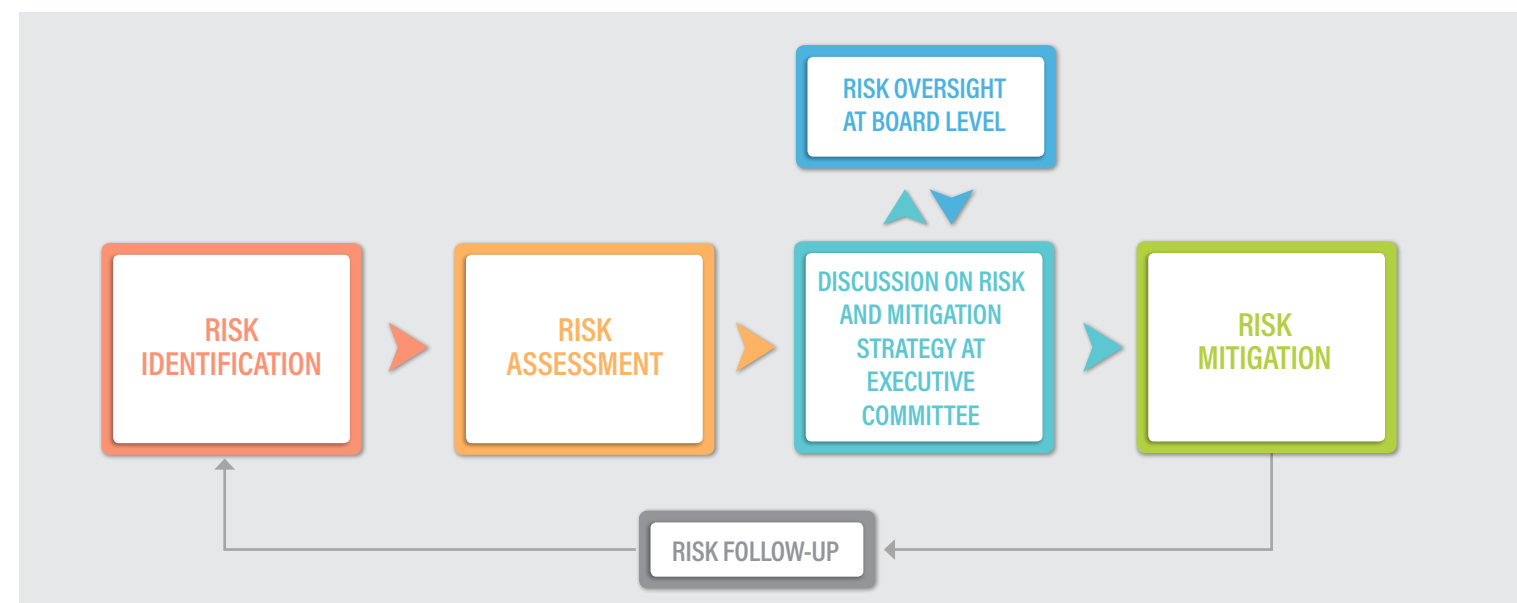 RISK OVERSIGHT
AT BOARD LEVEL
RISK
IDENTIFICATION
RISK
ASSESSMENT
DISCUSSION ON RISK
AND MITIGATION
STRATEGY AT
EXECUTIVE
COMMITTEE
RISK
MITIGATION
RISK FOLLOW-UP